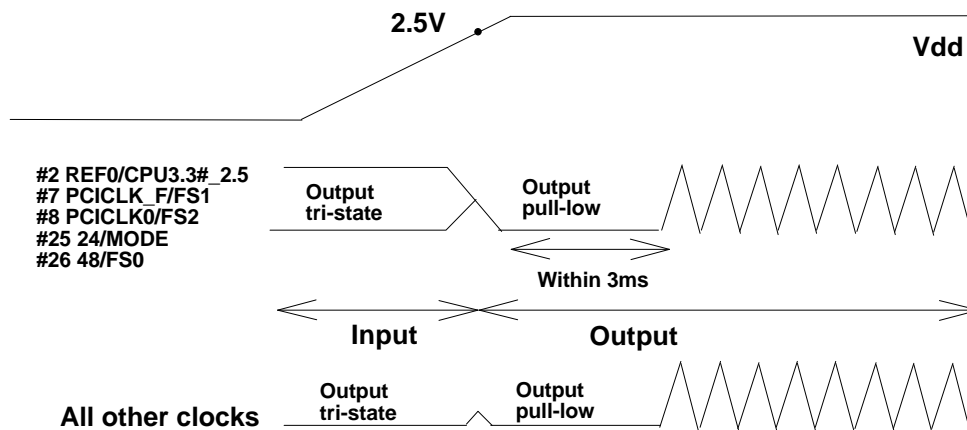 2.5V
Vdd
#2 REF0/CPU3.3#_2.5
#7 PCICLK_F/FS1
#8 PCICLK0/FS2
#25 24/MODE
#26 48/FS0
Output
tri-state
Output
pull-low
Within 3ms
Input
Output
All other clocks
Output
tri-state
Output
pull-low